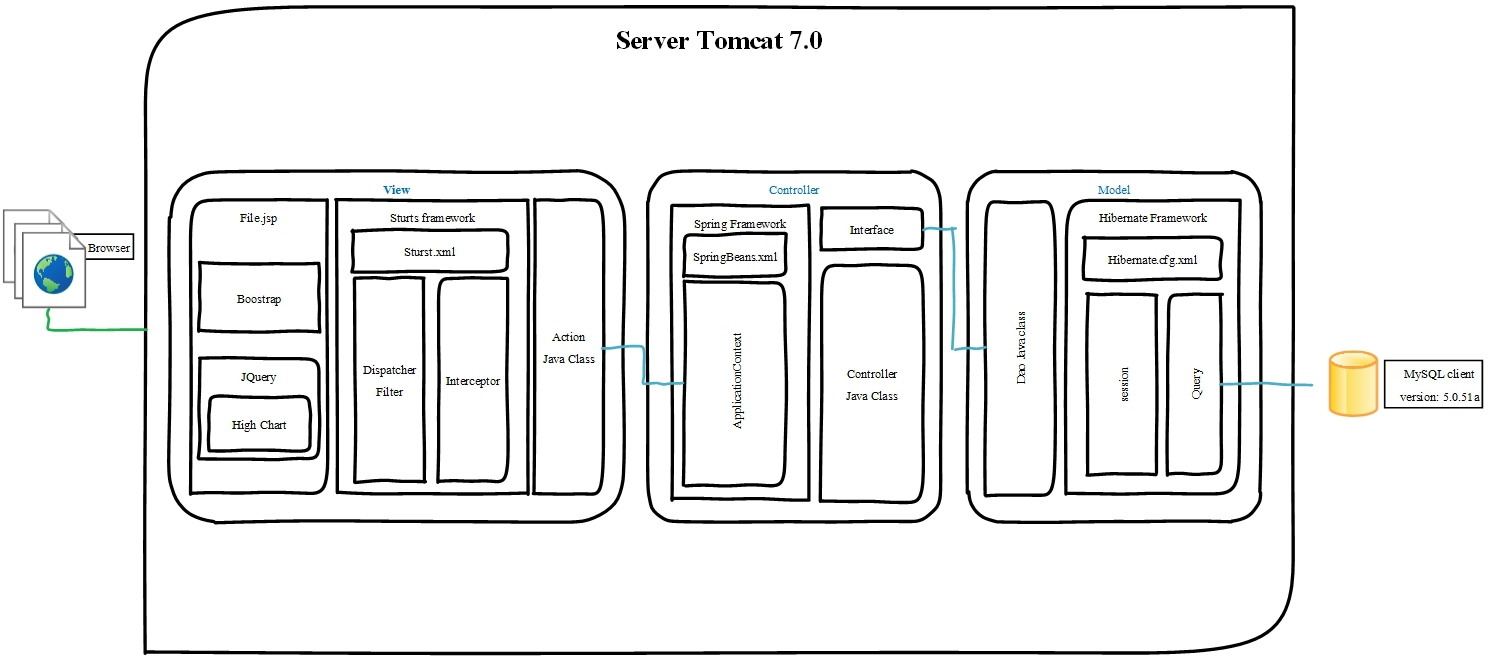 Server Tomcat 7.0
Browser
View
File.jsp
Boostrap
JQuery
High Chart
Sturts framework
Sturst.xml
Dispatcher
Filter
Interceptor
Action
Java Class
Controller
Spring Framework
SpringBeans.xml
ApplicationContext
Interface
Controller
Java Class
Model
Dao Java class
Hibernate Framework
Hibernate.cfg.xml
session
Query
MySQL client
version: 5.0.51a